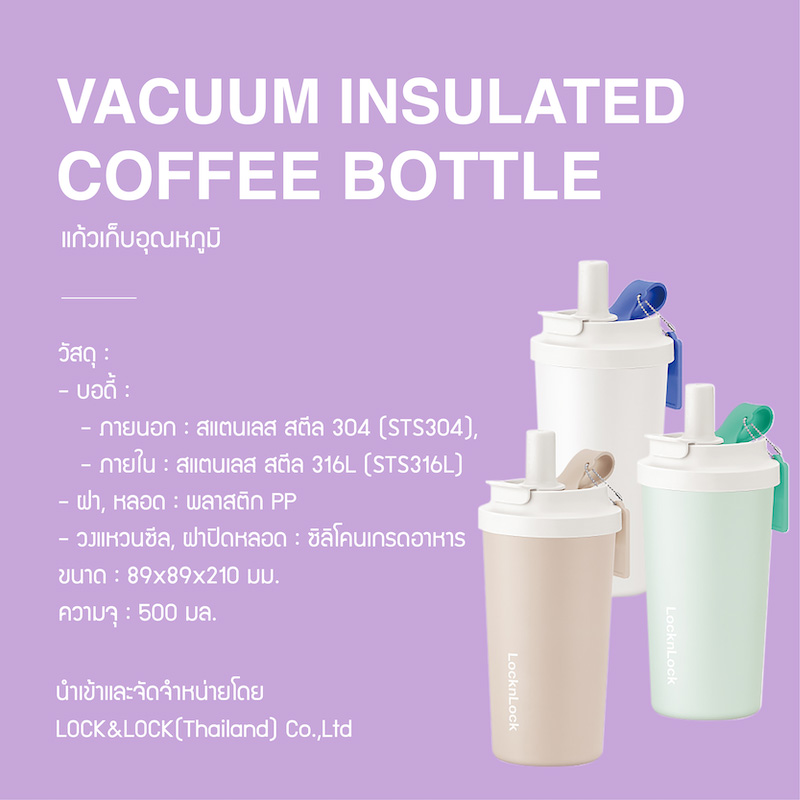 VACUUM INSULATED
COFFEE BOTTLE
แก้วเก็บอุณหภูมิ
วัสดุ :
- บอดี้ :
- ภายนอก : สแตนเลส สตีล 304 (STS304),
- ภายใน : สแตนเลส สตีล 316L (STS316L)
- ฝา, หลอด : พลาสติก PP
- วงแหวนซีล, ฝาปิดหลอด : ซิลิโคนเกรดอาหาร
ขนาด : 89x89x210 มม.
ความจุ : 500 มล.
นำเข้าและจัดจำหน่ายโดย
LOCK&LOCK(Thailand) Co.,Ltd
LocknLock
LocknLock